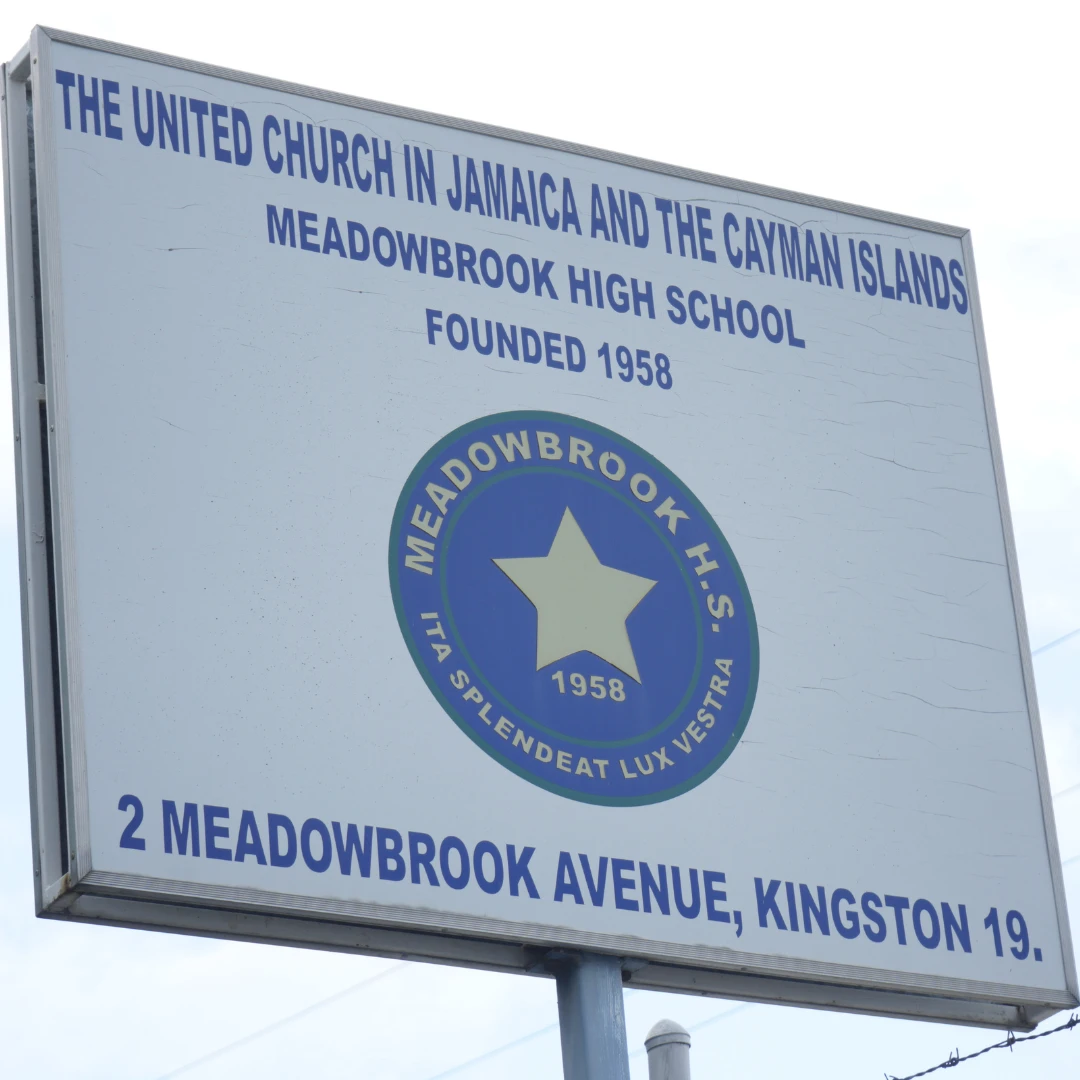 THE UNITED CHURCH IN JAMAICA AND THE CAYMAN ISLANDS
MEADOWBROOK HIGH SCHOOL
FOUNDED 1958
MEADOWBROOK H.S.
1958
ITA SPLENDEAT LUX VESTRA
2 MEADOWBROOK AVENUE, KINGSTON 19.